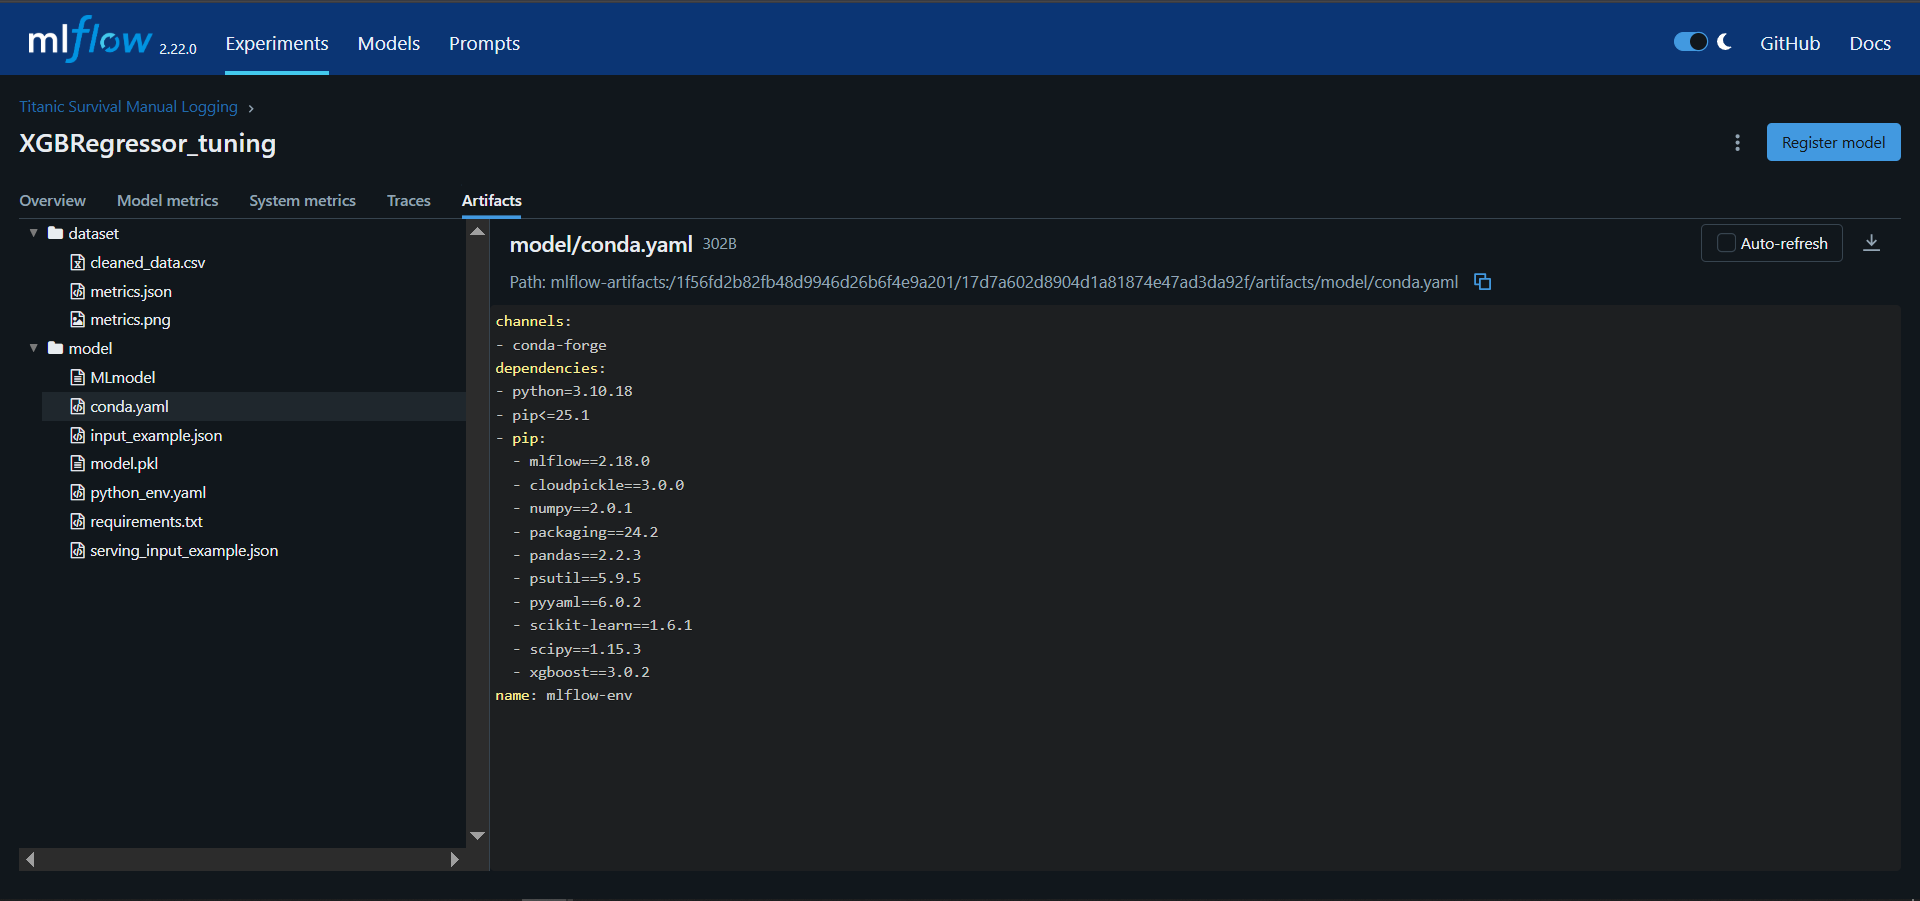 mlflow 2.22.0 Experiments Models Prompts GitHub Docs
Titanic Survival Manual Logging ›
XGBRegressor_tuning
Register model
Overview Model metrics System metrics Traces Artifacts
dataset
cleaned_data.csv
metrics.json
metrics.png
model
MLmodel
conda.yaml
input_example.json
model.pkl
python_env.yaml
requirements.txt
serving_input_example.json
model/conda.yaml 302B
Auto-refresh
Path: mlflow-artifacts:/1f56fd2b82fb48d9946d26b6f4e9a201/17d7a602d8904d1a81874e47ad3da92f/artifacts/model/conda.yaml
channels:
- conda-forge
dependencies:
- python=3.10.18
- pip<=25.1
- pip:
  - mlflow==2.18.0
  - cloudpickle==3.0.0
  - numpy==2.0.1
  - packaging==24.2
  - pandas==2.2.3
  - psutil==5.9.5
  - pyyaml==6.0.2
  - scikit-learn==1.6.1
  - scipy==1.15.3
  - xgboost==3.0.2
name: mlflow-env